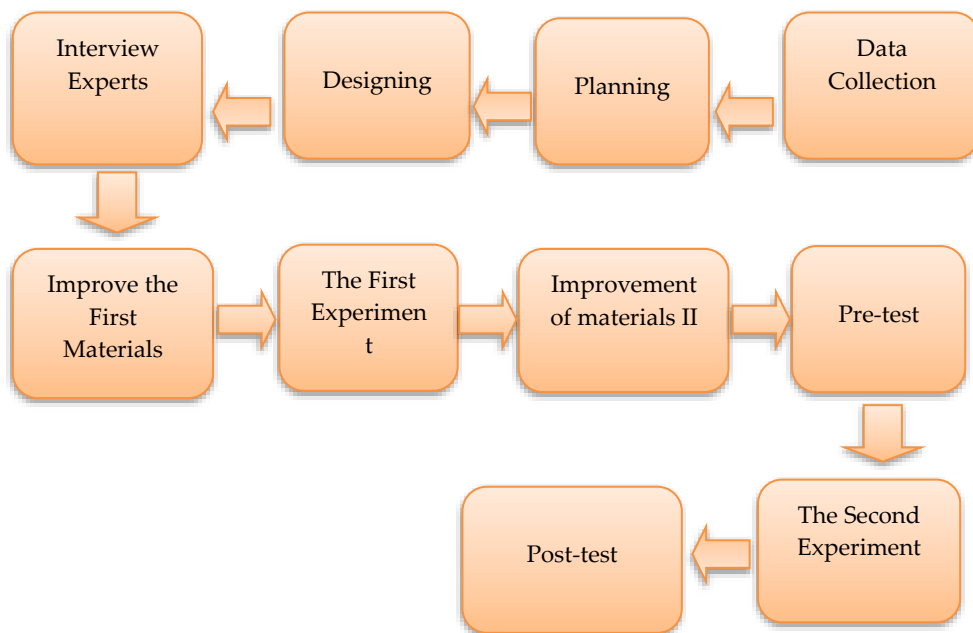 Interview
Experts
Designing
Planning
Data
Collection
Improve the
First
Materials
The First
Experimen
t
Improvement
of materials II
Pre-test
The Second
Experiment
Post-test